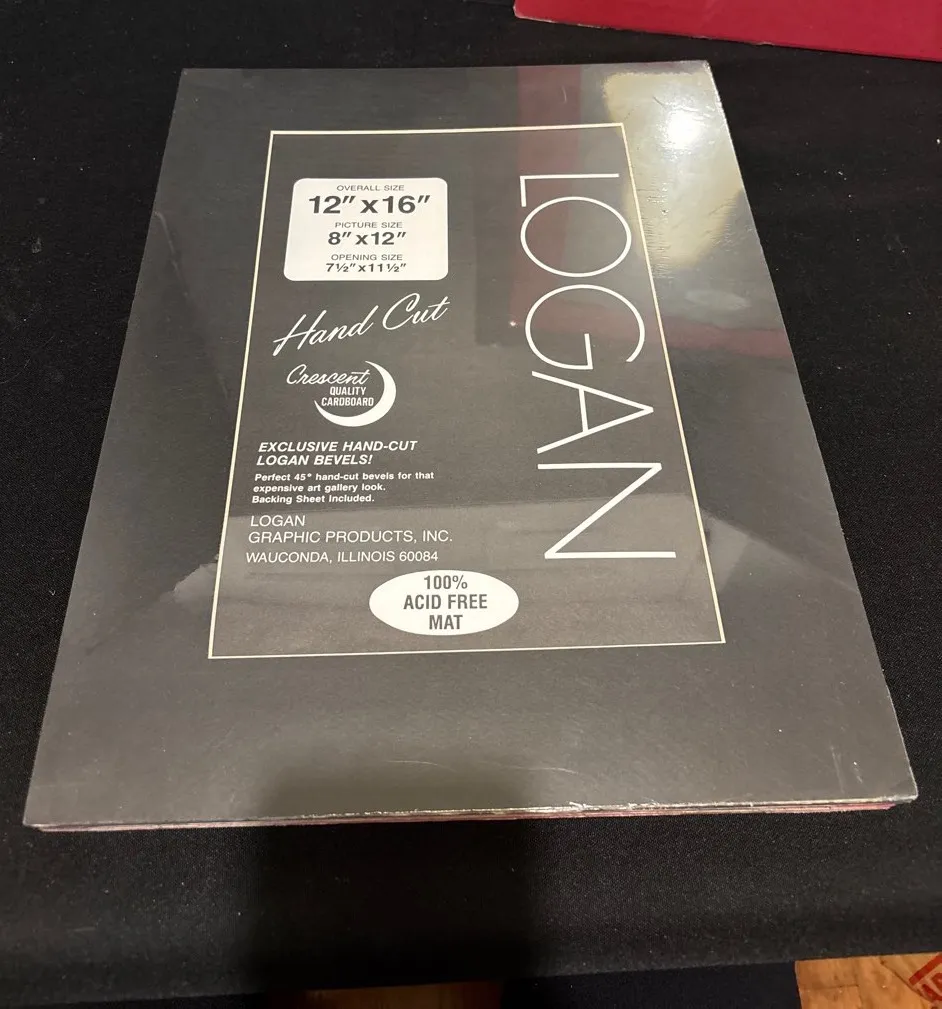 OVERALL SIZE
12" x 16"
PICTURE SIZE
8" x 12"
OPENING SIZE
7½" x 11½"
LOGAN
Hand Cut
Crescent
QUALITY
CARDBOARD
EXCLUSIVE HAND-CUT
LOGAN BEVELS!
Perfect 45° hand-cut bevels for that
expensive art gallery look.
Backing Sheet Included.
LOGAN
GRAPHIC PRODUCTS, INC.
WAUCONDA, ILLINOIS 60084
100%
ACID FREE
MAT